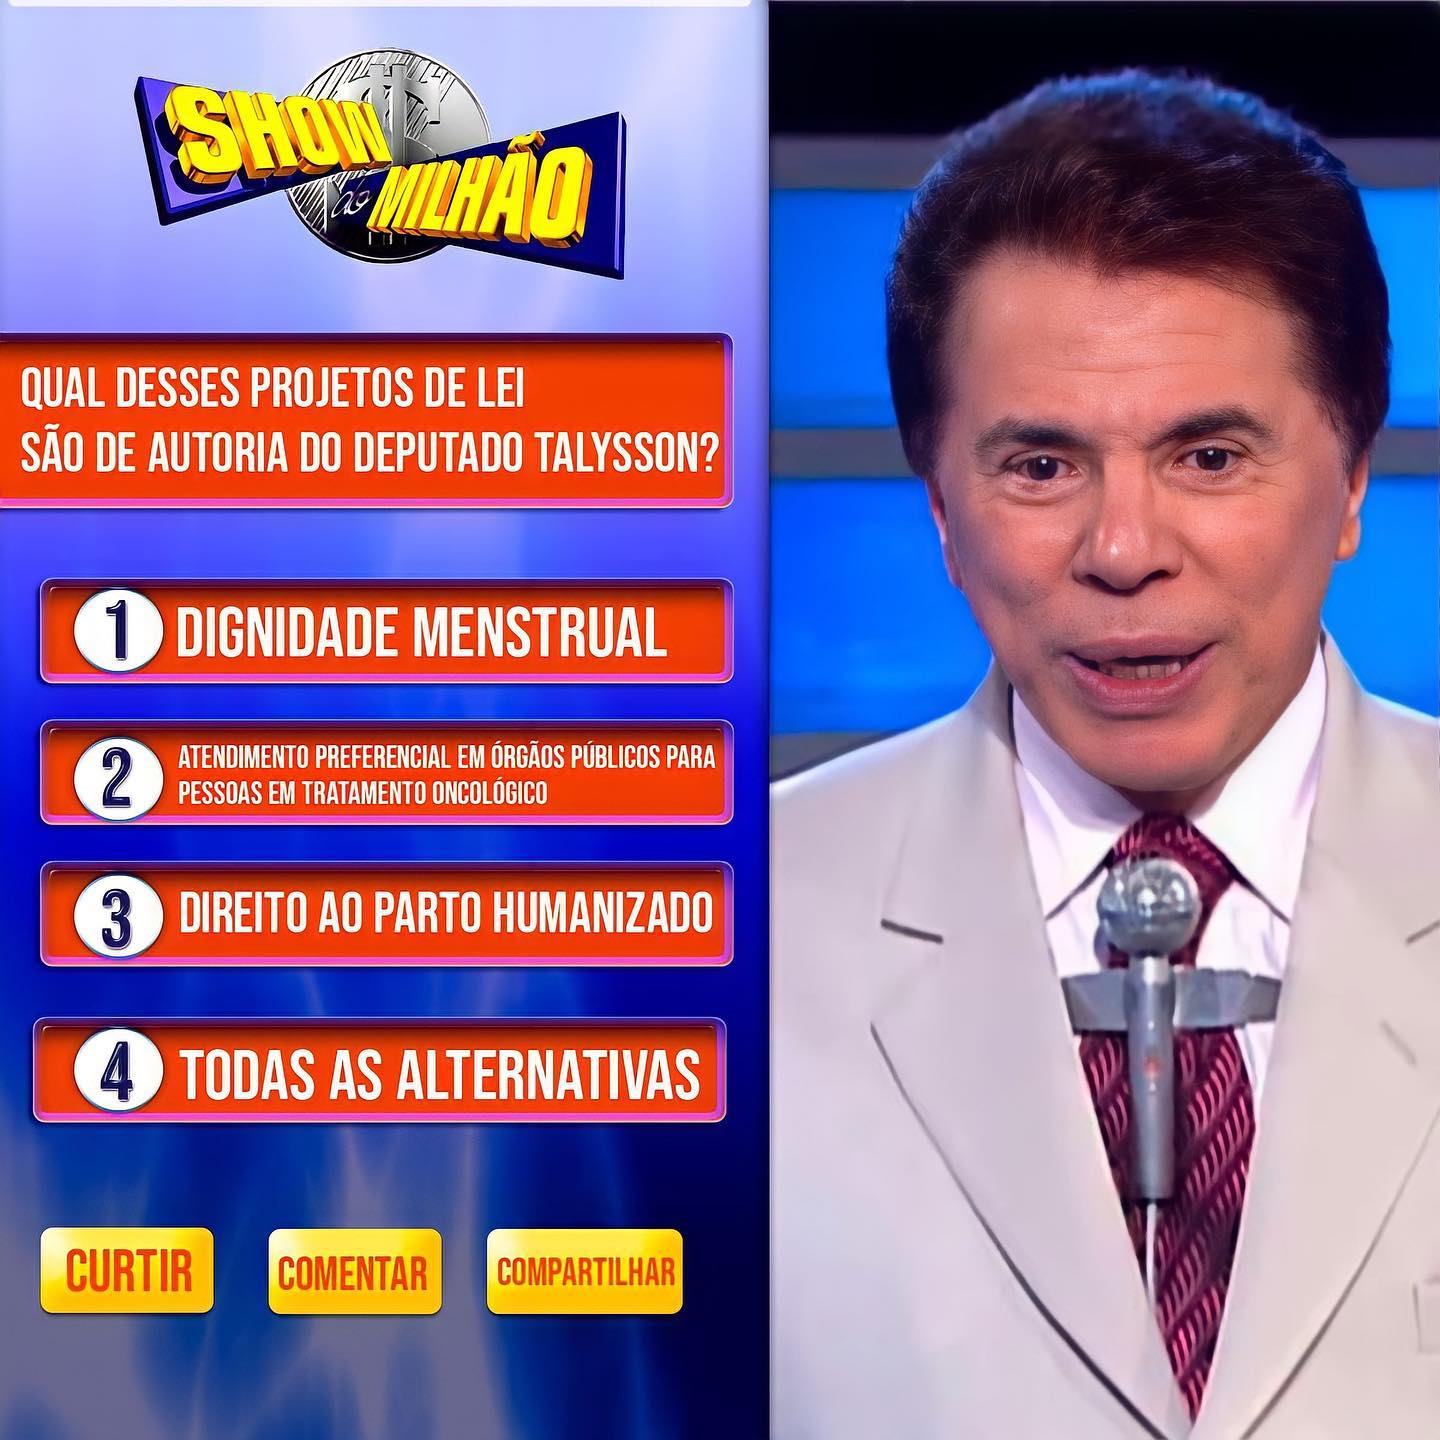 SHOW
do MILHÃO
QUAL DESSES PROJETOS DE LEI
SÃO DE AUTORIA DO DEPUTADO TALYSSON?
1 DIGNIDADE MENSTRUAL
2 ATENDIMENTO PREFERENCIAL EM ÓRGÃOS PÚBLICOS PARA
PESSOAS EM TRATAMENTO ONCOLÓGICO
3 DIREITO AO PARTO HUMANIZADO
4 TODAS AS ALTERNATIVAS
CURTIR COMENTAR COMPARTILHAR